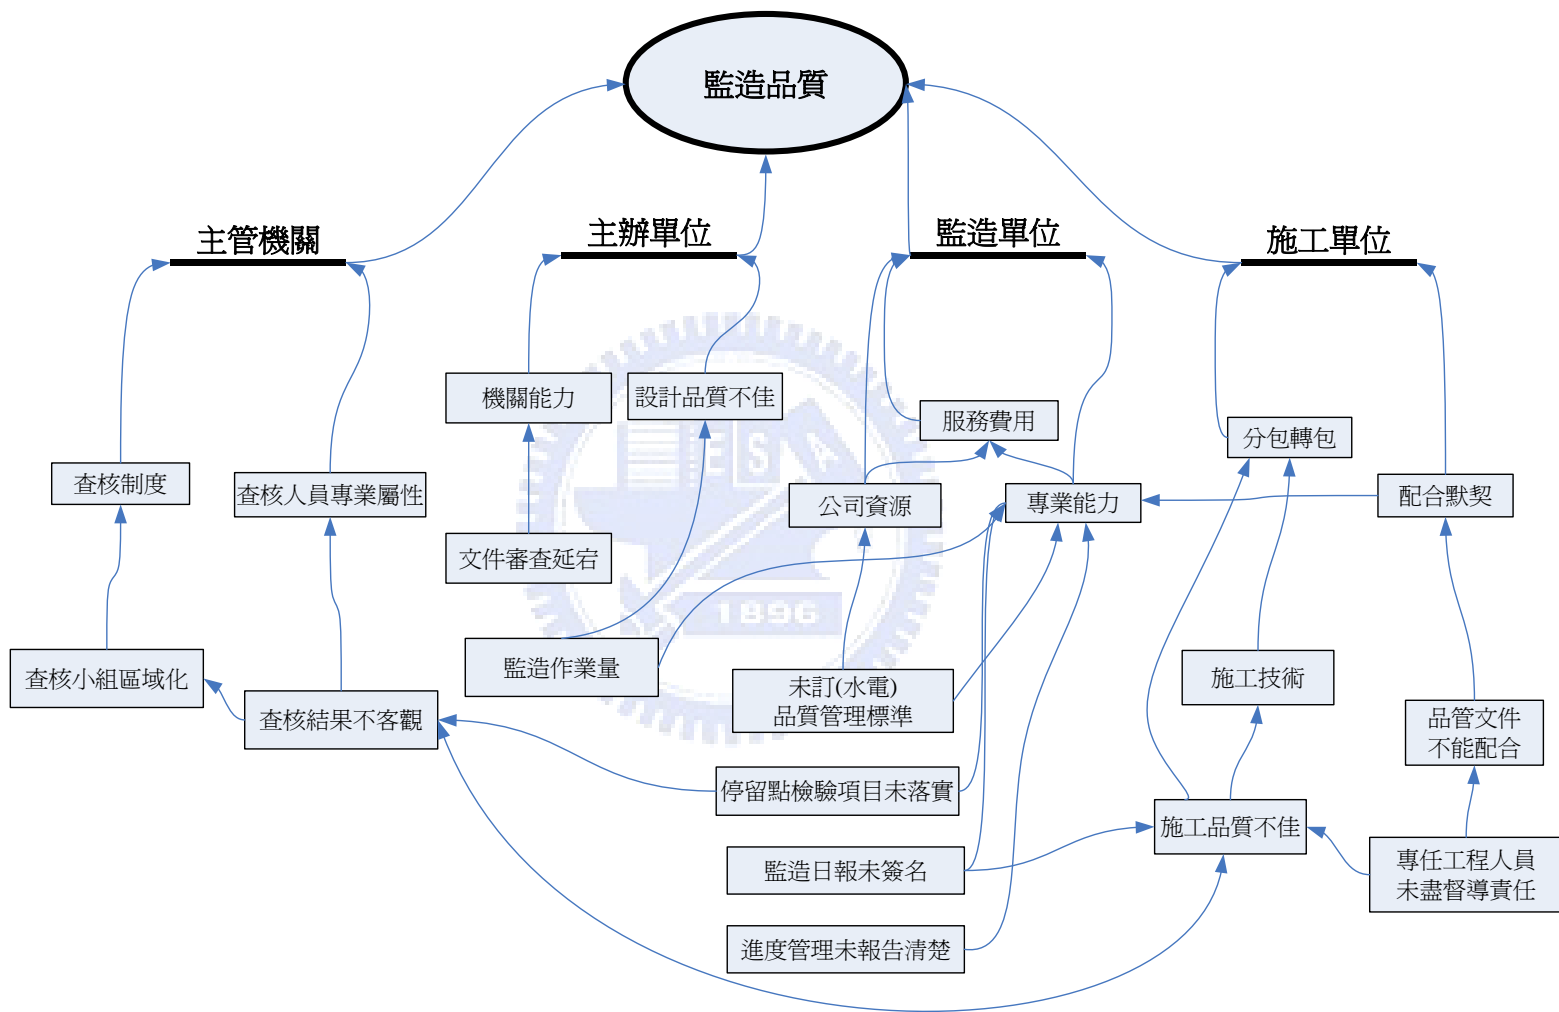 監造品質
主管機關
主辦單位
監造單位
施工單位
機關能力
設計品質不佳
服務費用
分包轉包
查核制度
查核人員專業屬性
公司資源
專業能力
配合默契
文件審查延宕
監造作業量
查核小組區域化
查核結果不客觀
未訂(水電)
品質管理標準
施工技術
品管文件
不能配合
停留點檢驗項目未落實
施工品質不佳
監造日報未簽名
專任工程人員
未盡督導責任
進度管理未報告清楚
ESA
1896